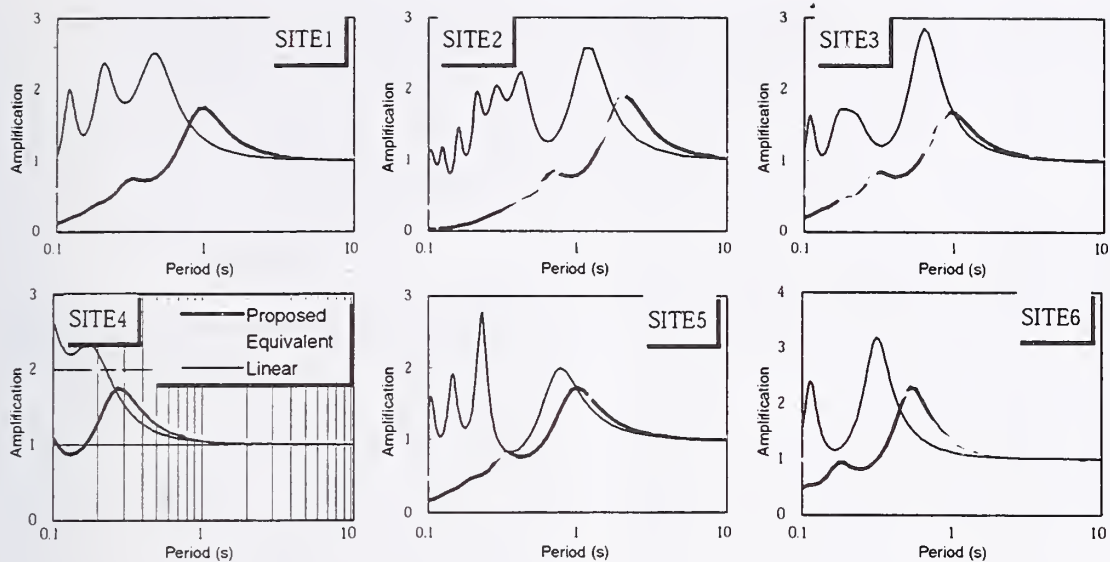 SITE1
3
2
1
0
Amplification
0.1
1
10
Period (s)
SITE2
3
2
1
0
Amplification
0.1
1
10
Period (s)
SITE3
3
2
1
0
Amplification
0.1
1
10
Period (s)
SITE4
Proposed
Equivalent
Linear
3
2
1
0
Amplification
0.1
1
10
Period (s)
SITE5
3
2
1
0
Amplification
0.1
1
10
Period (s)
SITE6
4
3
2
1
0
Amplification
0.1
1
10
Period (s)